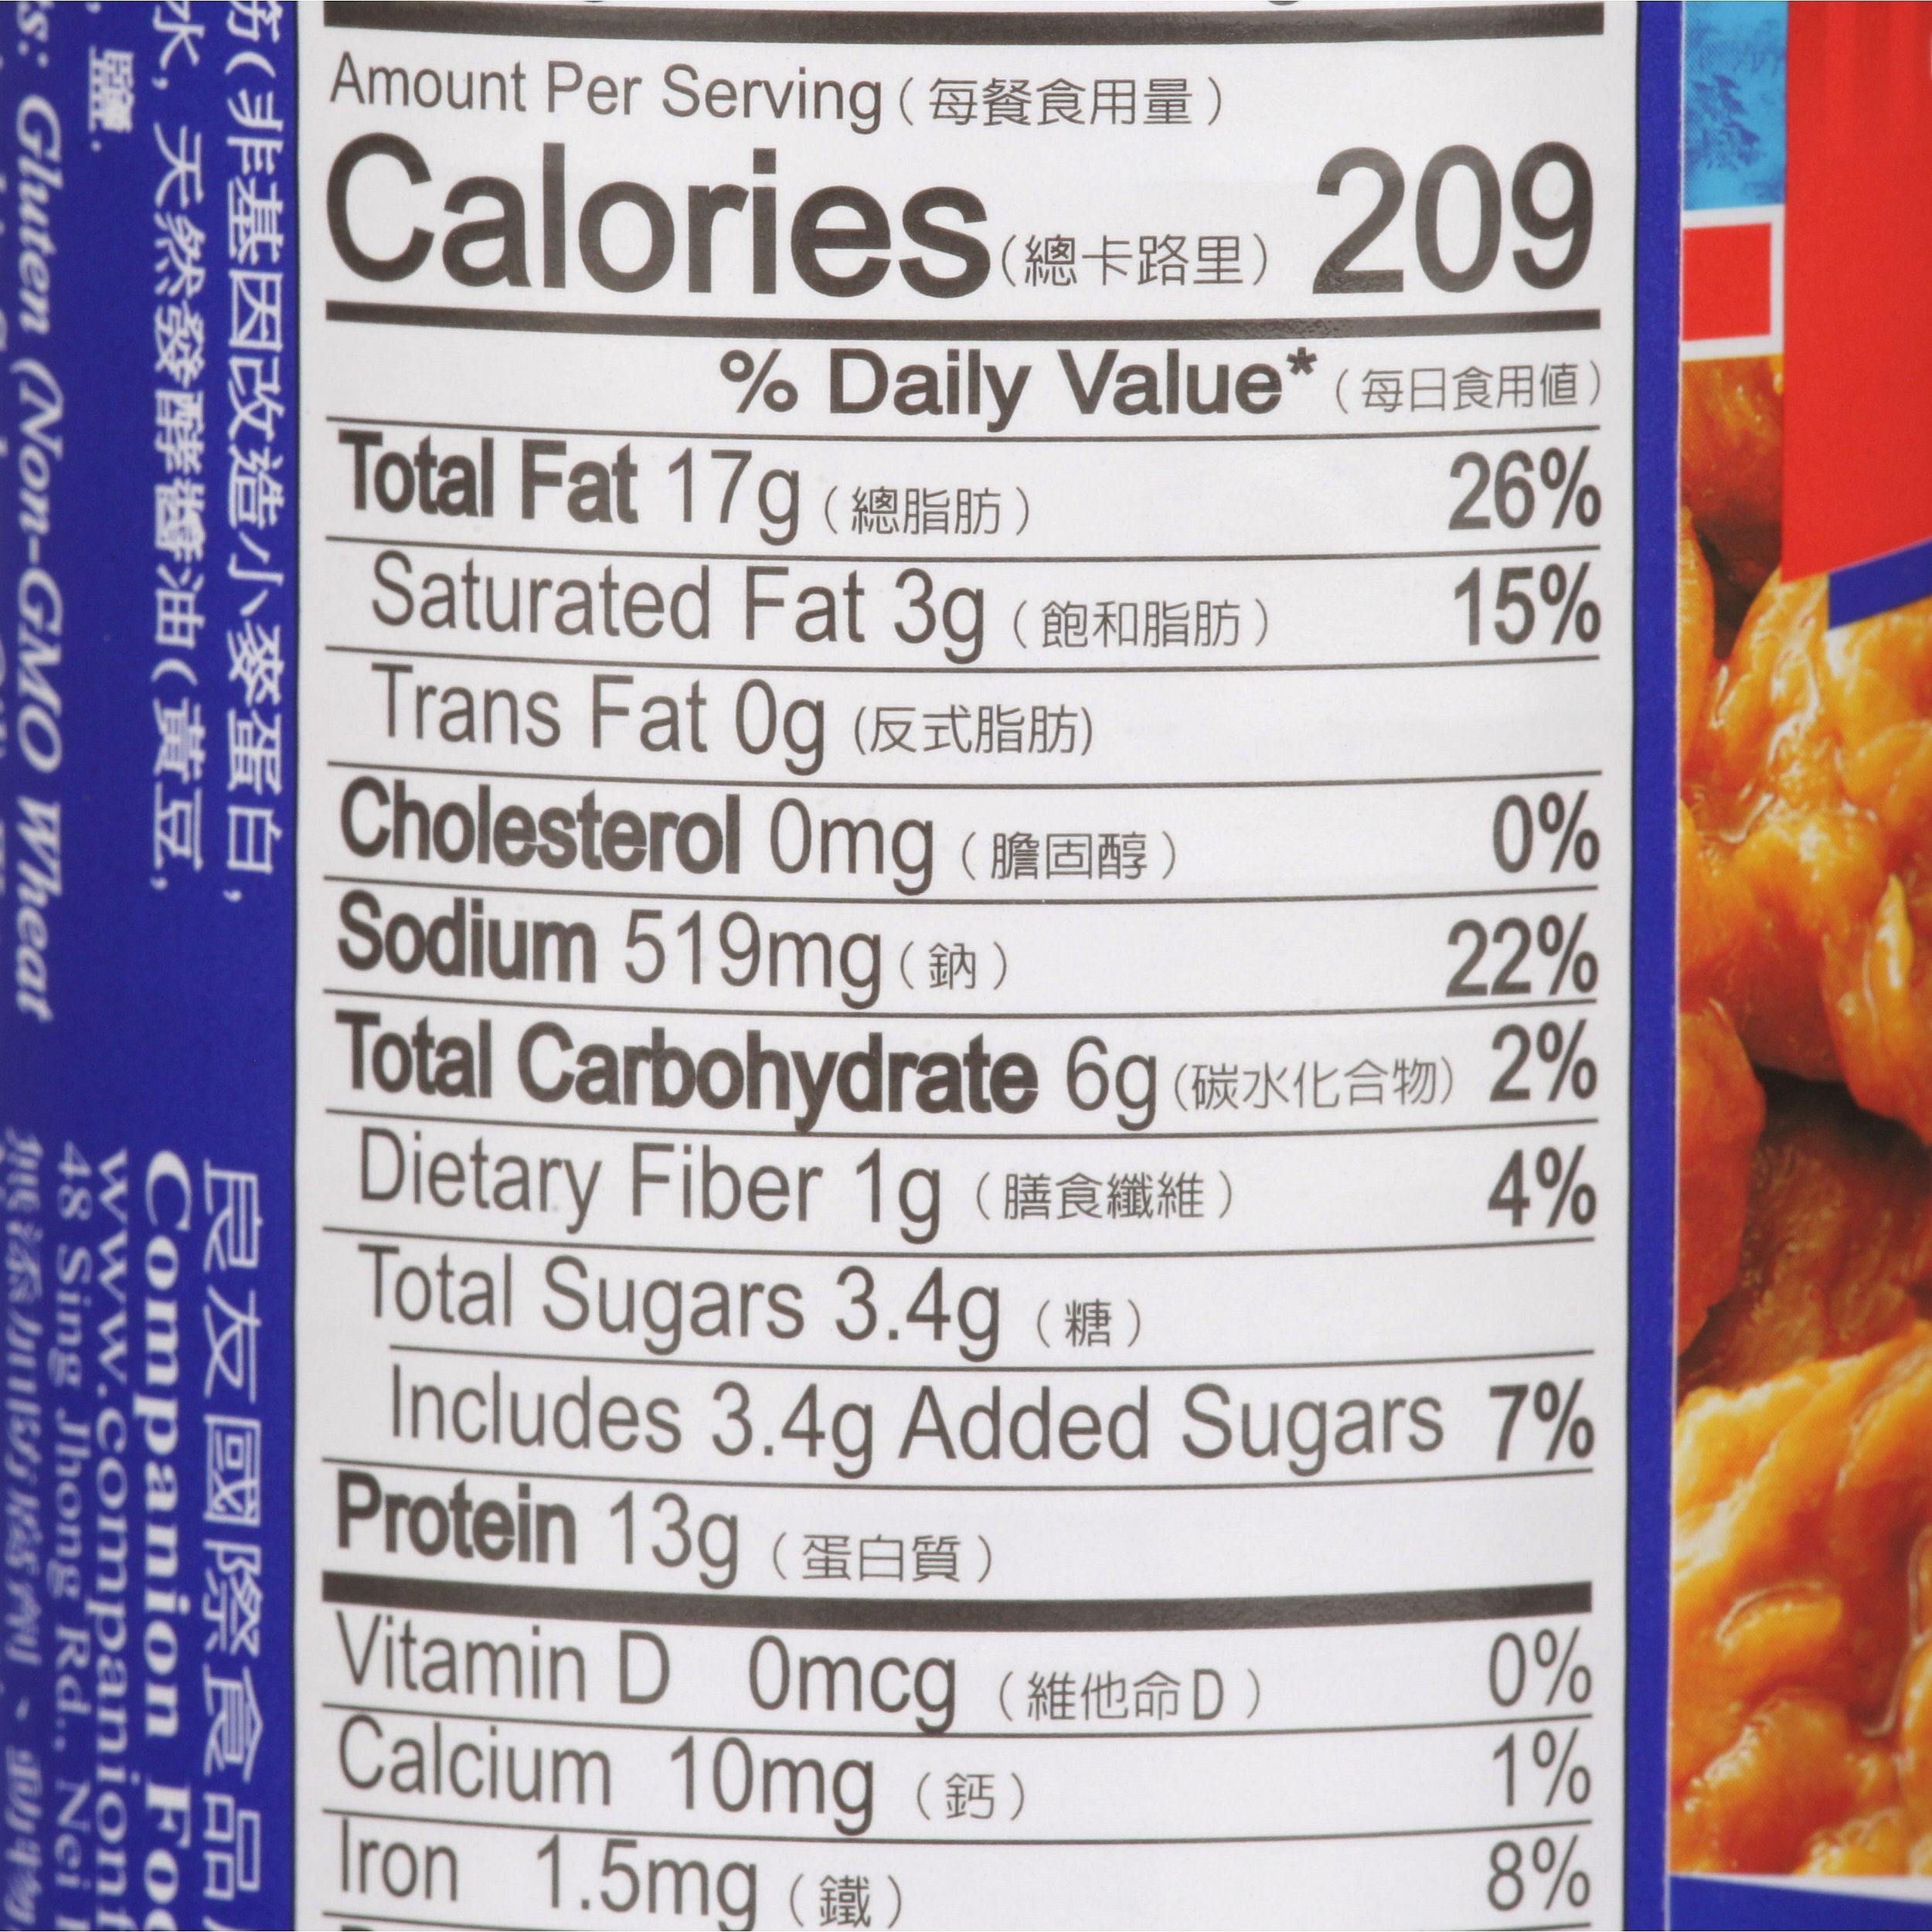 Amount Per Serving (每餐食用量)
Calories (總卡路里) 209
% Daily Value* (每日食用值)
Total Fat 17g (總脂肪) 26%
Saturated Fat 3g (飽和脂肪) 15%
Trans Fat 0g (反式脂肪)
Cholesterol 0mg (膽固醇) 0%
Sodium 519mg (鈉) 22%
Total Carbohydrate 6g (碳水化合物) 2%
Dietary Fiber 1g (膳食纖維) 4%
Total Sugars 3.4g (糖)
Includes 3.4g Added Sugars 7%
Protein 13g (蛋白質)
Vitamin D 0mcg (維他命D) 0%
Calcium 10mg (鈣) 1%
Iron 1.5mg (鐵) 8%
(非基因改造小麥蛋白,
水, 天然發酵醬油(黃豆,
鹽.
Gluten (Non-GMO Wheat
良友國際食品
Companion
www.companion
48 Sing Jhong Rd., Nei